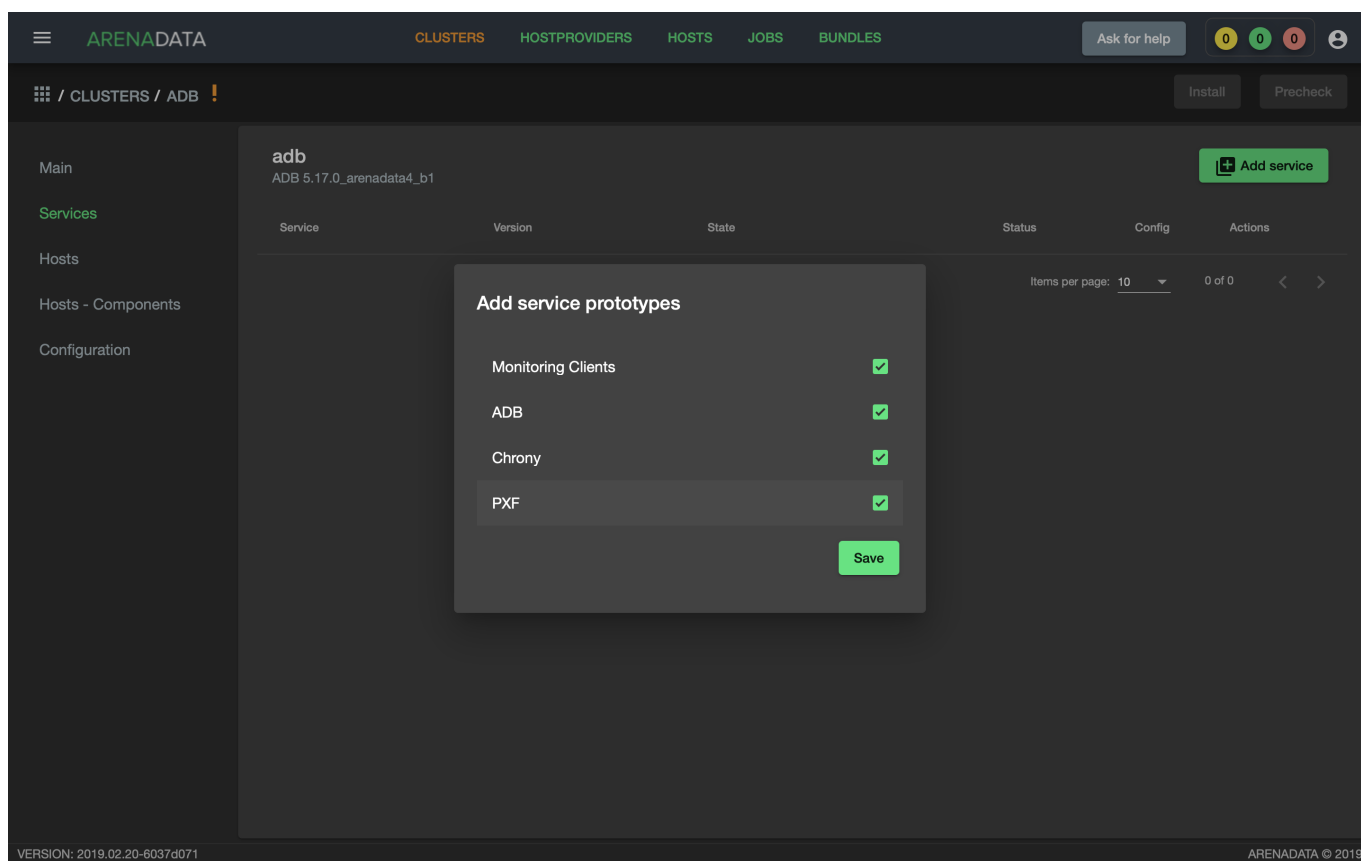 ARENADATA CLUSTERS HOSTPROVIDERS HOSTS JOBS BUNDLES Ask for help 0 0 0
/ CLUSTERS / ADB ! Install Precheck
Main
Services
Hosts
Hosts - Components
Configuration
adb
ADB 5.17.0_arenadata4_b1
Add service
Service Version State Status Config Actions
Items per page: 10 0 of 0
Add service prototypes
Monitoring Clients
ADB
Chrony
PXF
Save
VERSION: 2019.02.20-6037d071 ARENADATA © 2019